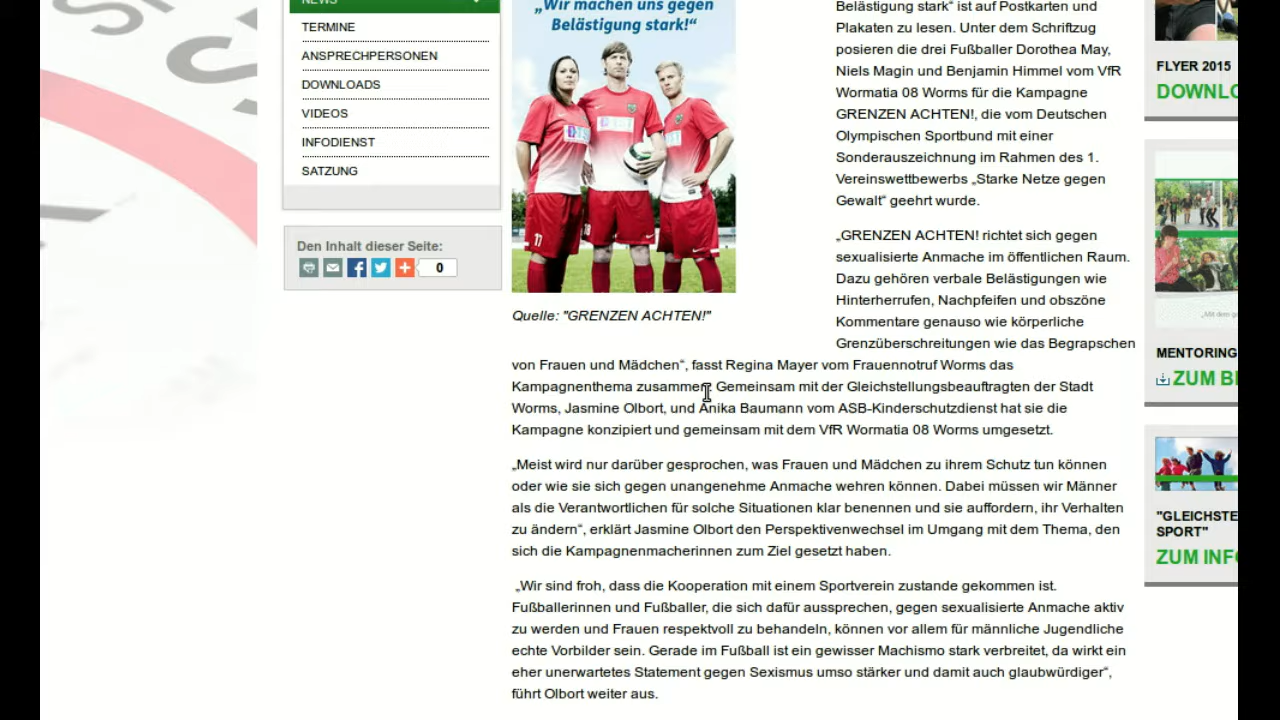 NEWS
TERMINE
ANSPRECHPERSONEN
DOWNLOADS
VIDEOS
INFODIENST
SATZUNG
Den Inhalt dieser Seite:
0
„Wir machen uns gegen
Belästigung stark!“
Quelle: "GRENZEN ACHTEN!"
Belästigung stark“ ist auf Postkarten und
Plakaten zu lesen. Unter dem Schriftzug
posieren die drei Fußballer Dorothea May,
Niels Magin und Benjamin Himmel vom VfR
Wormatia 08 Worms für die Kampagne
GRENZEN ACHTEN!, die vom Deutschen
Olympischen Sportbund mit einer
Sonderauszeichnung im Rahmen des 1.
Vereinswettbewerbs „Starke Netze gegen
Gewalt“ geehrt wurde.
„GRENZEN ACHTEN! richtet sich gegen
sexualisierte Anmache im öffentlichen Raum.
Dazu gehören verbale Belästigungen wie
Hinterherrufen, Nachpfeifen und obszöne
Kommentare genauso wie körperliche
Grenzüberschreitungen wie das Begrapschen
von Frauen und Mädchen“, fasst Regina Mayer vom Frauennotruf Worms das
Kampagnenthema zusammen. Gemeinsam mit der Gleichstellungsbeauftragten der Stadt
Worms, Jasmine Olbort, und Anika Baumann vom ASB-Kinderschutzdienst hat sie die
Kampagne konzipiert und gemeinsam mit dem VfR Wormatia 08 Worms umgesetzt.
„Meist wird nur darüber gesprochen, was Frauen und Mädchen zu ihrem Schutz tun können
oder wie sie sich gegen unangenehme Anmache wehren können. Dabei müssen wir Männer
als die Verantwortlichen für solche Situationen klar benennen und sie auffordern, ihr Verhalten
zu ändern“, erklärt Jasmine Olbort den Perspektivenwechsel im Umgang mit dem Thema, den
sich die Kampagnenmacherinnen zum Ziel gesetzt haben.
„Wir sind froh, dass die Kooperation mit einem Sportverein zustande gekommen ist.
Fußballerinnen und Fußballer, die sich dafür aussprechen, gegen sexualisierte Anmache aktiv
zu werden und Frauen respektvoll zu behandeln, können vor allem für männliche Jugendliche
echte Vorbilder sein. Gerade im Fußball ist ein gewisser Machismo stark verbreitet, da wirkt ein
eher unerwartetes Statement gegen Sexismus umso stärker und damit auch glaubwürdiger“,
führt Olbort weiter aus.
FLYER 2015
DOWNLO
MENTORING
ZUM B
"GLEICHSTE
SPORT"
ZUM INF